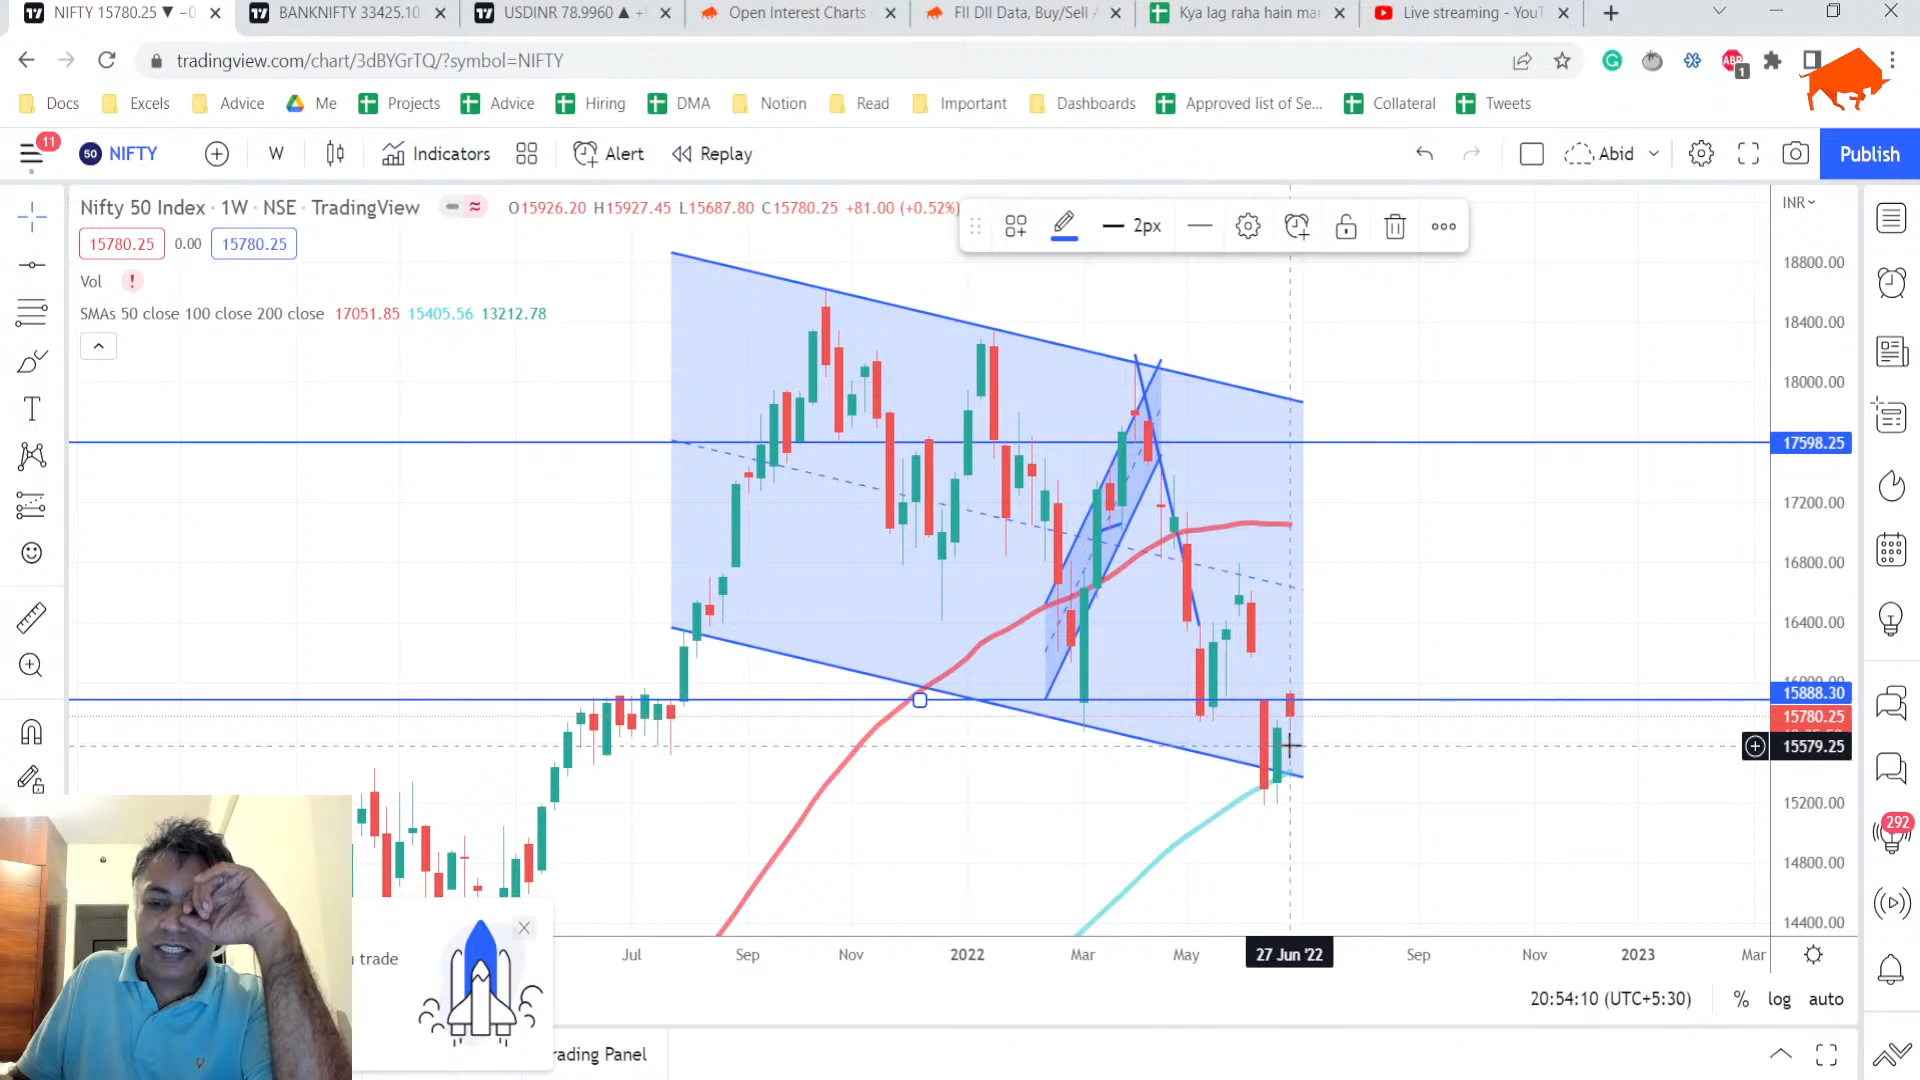 NIFTY 15780.25 ▼ −0
BANKNIFTY 33425.10
USDINR 78.9960 ▲ +
Open Interest Charts
FII DII Data, Buy/Sell
Kya lag raha hain ma
Live streaming - You
tradingview.com/chart/3dBYGrTQ/?symbol=NIFTY
ABP
1
Docs
Excels
Advice
Me
Projects
Advice
Hiring
DMA
Notion
Read
Important
Dashboards
Approved list of Se...
Collateral
Tweets
11
50
NIFTY
W
Indicators
Alert
Replay
Abid
Publish
Nifty 50 Index · 1W · NSE · TradingView
O15926.20 H15927.45 L15687.80 C15780.25 +81.00 (+0.52%)
2px
INR
15780.25
0.00
15780.25
Vol
SMAs 50 close 100 close 200 close 17051.85 15405.56 13212.78
18800.00
18400.00
18000.00
17598.25
17200.00
16800.00
16400.00
15888.30
15780.25
15579.25
15200.00
14800.00
14400.00
292
u trade
Jul
Sep
Nov
2022
Mar
May
27 Jun '22
Sep
Nov
2023
Mar
20:54:10 (UTC+5:30)
%
log
auto
rading Panel